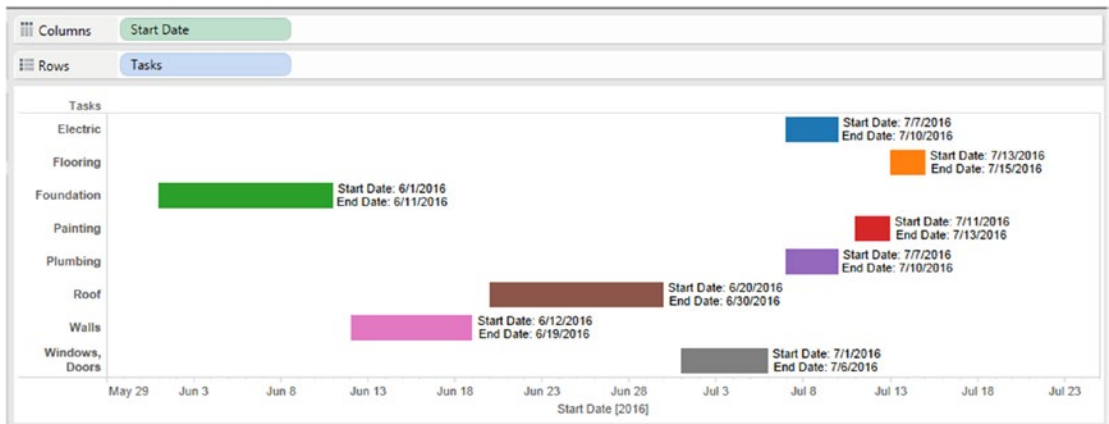 Columns Start Date
Rows Tasks
Tasks
Electric
Start Date: 7/7/2016
End Date: 7/10/2016
Flooring
Start Date: 7/13/2016
End Date: 7/15/2016
Foundation
Start Date: 6/1/2016
End Date: 6/11/2016
Painting
Start Date: 7/11/2016
End Date: 7/13/2016
Plumbing
Start Date: 7/7/2016
End Date: 7/10/2016
Roof
Start Date: 6/20/2016
End Date: 6/30/2016
Walls
Start Date: 6/12/2016
End Date: 6/19/2016
Windows,
Doors
Start Date: 7/1/2016
End Date: 7/6/2016
May 29 Jun 3 Jun 8 Jun 13 Jun 18 Jun 23 Jun 28 Jul 3 Jul 8 Jul 13 Jul 18 Jul 23
Start Date [2016]